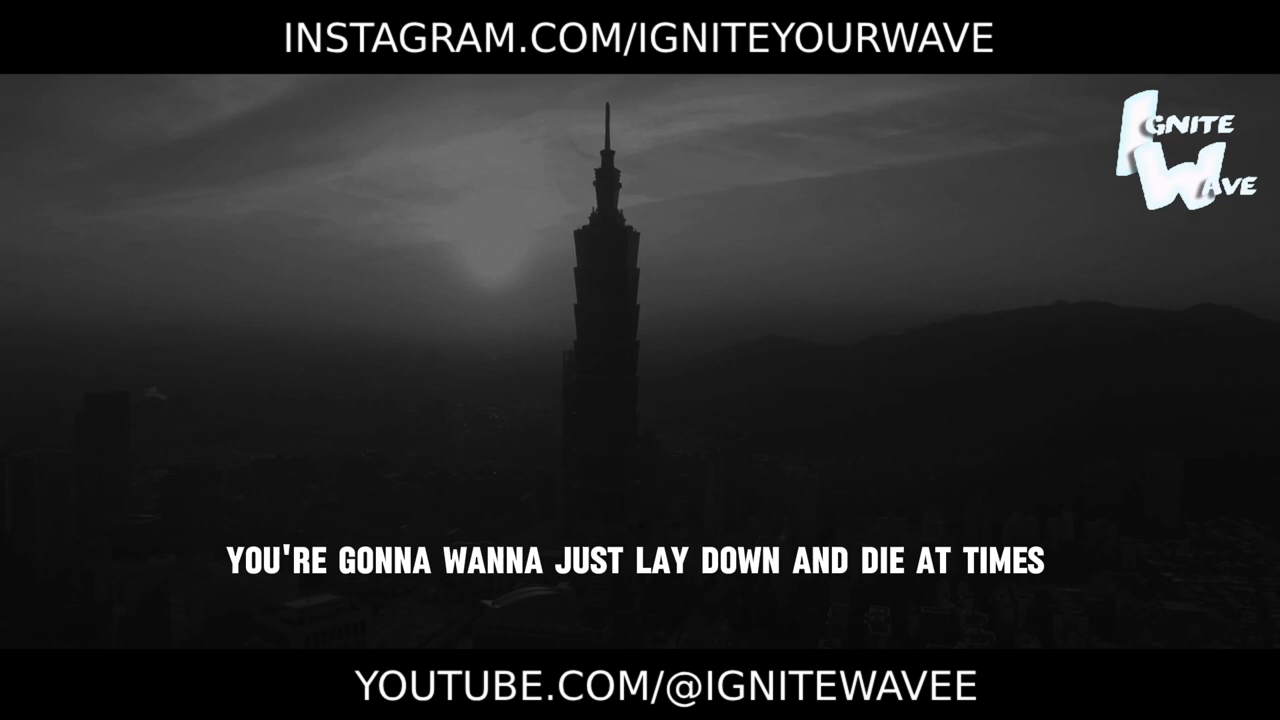 INSTAGRAM.COM/IGNITEYOURWAVE
IGNITE
WAVE
YOU'RE GONNA WANNA JUST LAY DOWN AND DIE AT TIMES
YOUTUBE.COM/@IGNITEWAVEE